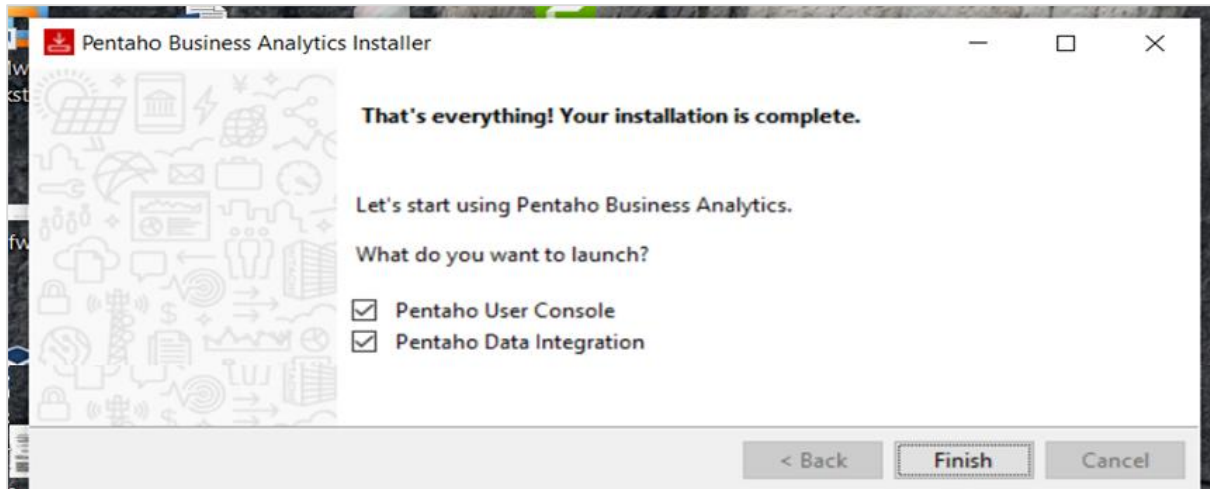 Pentaho Business Analytics Installer
That's everything! Your installation is complete.
Let's start using Pentaho Business Analytics.
What do you want to launch?
Pentaho User Console
Pentaho Data Integration
< Back
Finish
Cancel